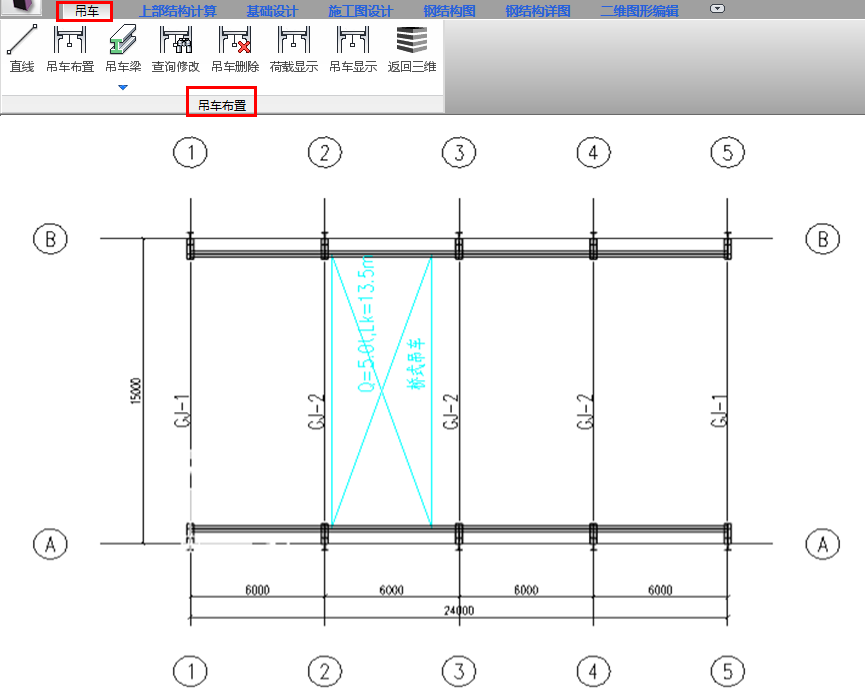 吊车 上部结构计算 基础设计 施工图设计 钢结构图 钢结构详图 二维图形编辑
直线 吊车布置 吊车梁 查询修改 吊车删除 荷载显示 吊车显示 返回三维
吊车布置
1 2 3 4 5
B B
Q=5.0t,Lk=13.5m
桥式吊车
15000
GJ-1 GJ-2 GJ-2 GJ-2 GJ-1
A A
6000 6000 6000 6000
24000
1 2 3 4 5